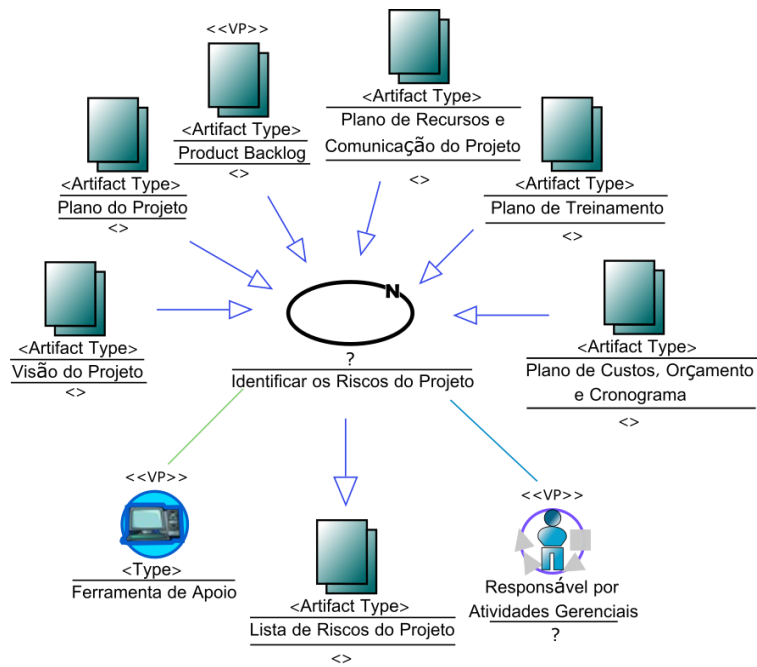 <<VP>>
<Artifact Type>
Plano de Recursos e
Comunicação do Projeto
<>
<Artifact Type>
Product Backlog
<>
<Artifact Type>
Plano do Projeto
<>
<Artifact Type>
Plano de Treinamento
<>
N
<Artifact Type>
Visão do Projeto
<>
?
Identificar os Riscos do Projeto
<Artifact Type>
Plano de Custos, Orçamento
e Cronograma
<>
<<VP>>
<Type>
Ferramenta de Apoio
<Artifact Type>
Lista de Riscos do Projeto
<>
<<VP>>
Responsável por
Atividades Gerenciais
?